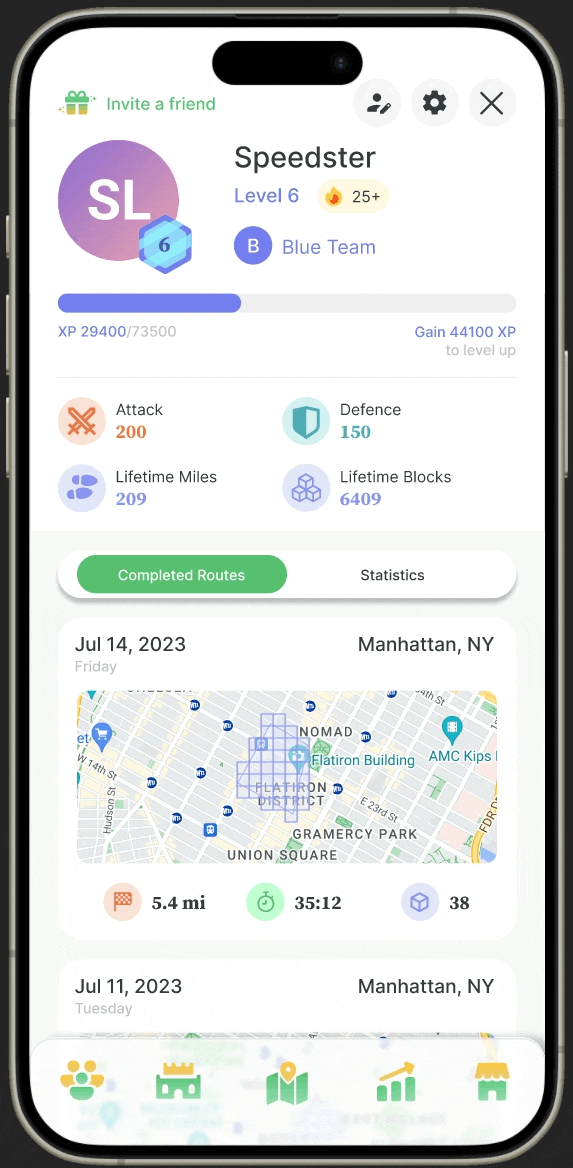 Invite a friend
SL
6
Speedster
Level 6
25+
B
Blue Team
XP 29400/73500
Gain 44100 XP
to level up
Attack
200
Defence
150
Lifetime Miles
209
Lifetime Blocks
6409
Completed Routes
Statistics
Jul 14, 2023
Manhattan, NY
Friday
et
NOMAD
W 14th St
Flatiron Building
AMC Kips
FLATIRON
DISTRICT
Hudson St
E 23rd St
FDR
GRAMERCY PARK
UNION SQUARE
5.4 mi
35:12
38
Jul 11, 2023
Manhattan, NY
Tuesday